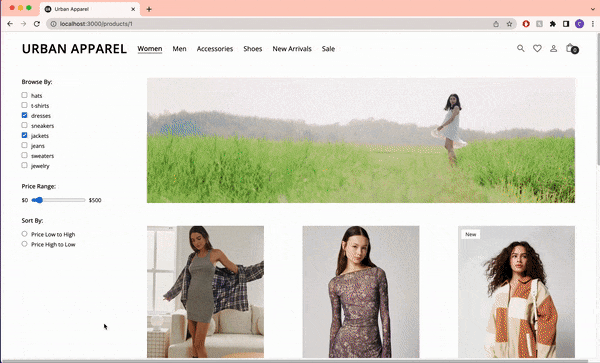 Urban Apparel
localhost:3000/products/1
URBAN APPAREL
Women
Men
Accessories
Shoes
New Arrivals
Sale
0
Browse By:
hats
t-shirts
dresses
sneakers
jackets
jeans
sweaters
jewelry
Price Range:
$0
$500
Sort By:
Price Low to High
Price High to Low
New